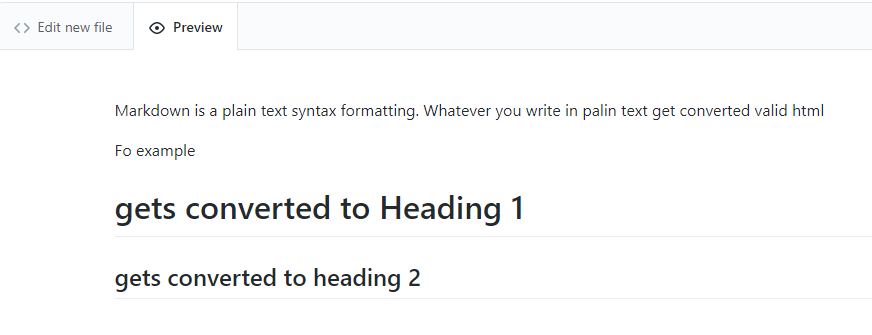 Edit new file
Preview
Markdown is a plain text syntax formatting. Whatever you write in palin text get converted valid html
Fo example
gets converted to Heading 1
gets converted to heading 2